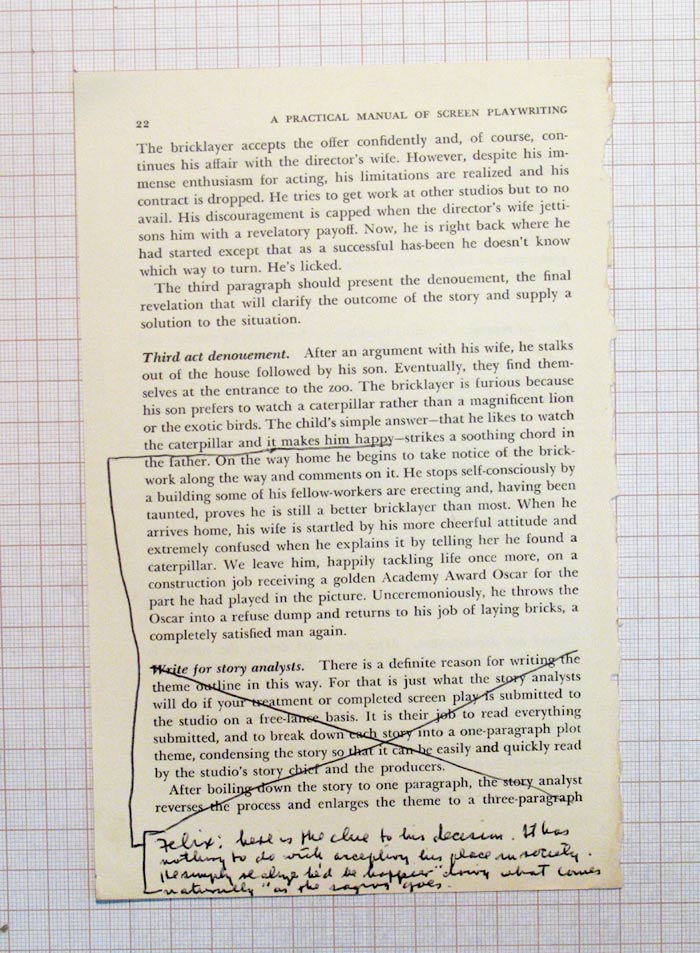 22 A PRACTICAL MANUAL OF SCREEN PLAYWRITING
The bricklayer accepts the offer confidently and, of course, con-
tinues his affair with the director's wife. However, despite his im-
mense enthusiasm for acting, his limitations are realized and his
contract is dropped. He tries to get work at other studios but to no
avail. His discouragement is capped when the director's wife jetti-
sons him with a revelatory payoff. Now, he is right back where he
had started except that as a successful has-been he doesn't know
which way to turn. He's licked.
The third paragraph should present the denouement, the final
revelation that will clarify the outcome of the story and supply a
solution to the situation.
Third act denouement. After an argument with his wife, he stalks
out of the house followed by his son. Eventually, they find them-
selves at the entrance to the zoo. The bricklayer is furious because
his son prefers to watch a caterpillar rather than a magnificent lion
or the exotic birds. The child's simple answer—that he likes to watch
the caterpillar and it makes him happy—strikes a soothing chord in
the father. On the way home he begins to take notice of the brick-
work along the way and comments on it. He stops self-consciously by
a building some of his fellow-workers are erecting and, having been
taunted, proves he is still a better bricklayer than most. When he
arrives home, his wife is startled by his more cheerful attitude and
extremely confused when he explains it by telling her he found a
caterpillar. We leave him, happily tackling life once more, on a
construction job receiving a golden Academy Award Oscar for the
part he had played in the picture. Unceremoniously, he throws the
Oscar into a refuse dump and returns to his job of laying bricks, a
completely satisfied man again.
Write for story analysts. There is a definite reason for writing the
theme outline in this way. For that is just what the story analysts
will do if your treatment or completed screen play is submitted to
the studio on a free-lance basis. It is their job to read everything
submitted, and to break down each story into a one-paragraph plot
theme, condensing the story so that it can be easily and quickly read
by the studio's story chief and the producers.
After boiling down the story to one paragraph, the story analyst
reverses the process and enlarges the theme to a three-paragraph
Felix: here is the clue to his decision. It has
nothing to do with accepting his place in society.
He simply realizes he'd be happier doing what comes
naturally "as the saying" goes.